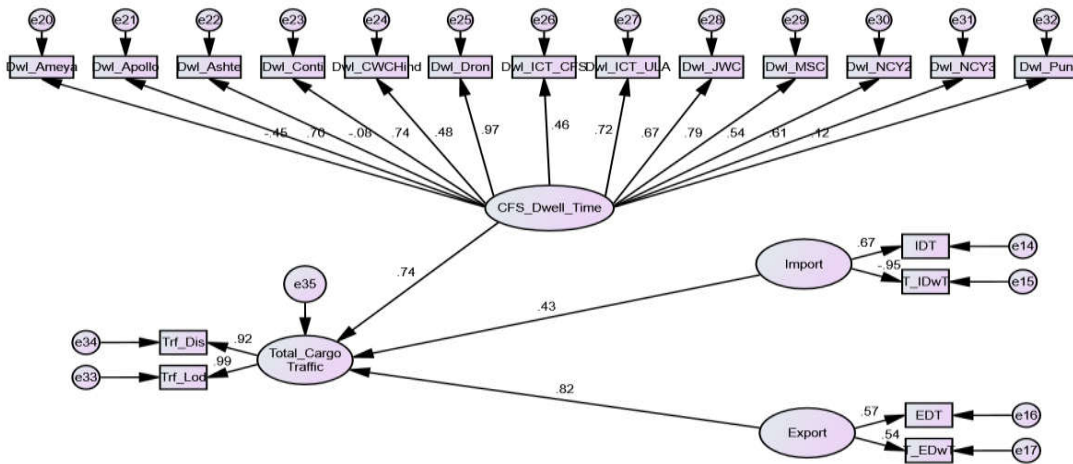 e20 e21 e22 e23 e24 e25 e26 e27 e28 e29 e30 e31 e32
Dwl_Ameya Dwl_Apollo Dwl_Ashte Dwl_Conti Dwl_CWCHind Dwl_Dron Dwl_ICT_CFS Dwl_ICT_ULA Dwl_JWC Dwl_MSC Dwl_NCY2 Dwl_NCY3 Dwl_Pun
-.45 .70 -.08 .74 .48 .97 .46 .72 .67 .79 .54 .61 .12
CFS_Dwell_Time
.74
.67 IDT e14
Import
-.95 T_IDwT e15
.43
e35
e34 Trf_Dis .92
Total_Cargo
Traffic
e33 Trf_Lod .99
.82
.57 EDT e16
Export
.54 T_EDwT e17